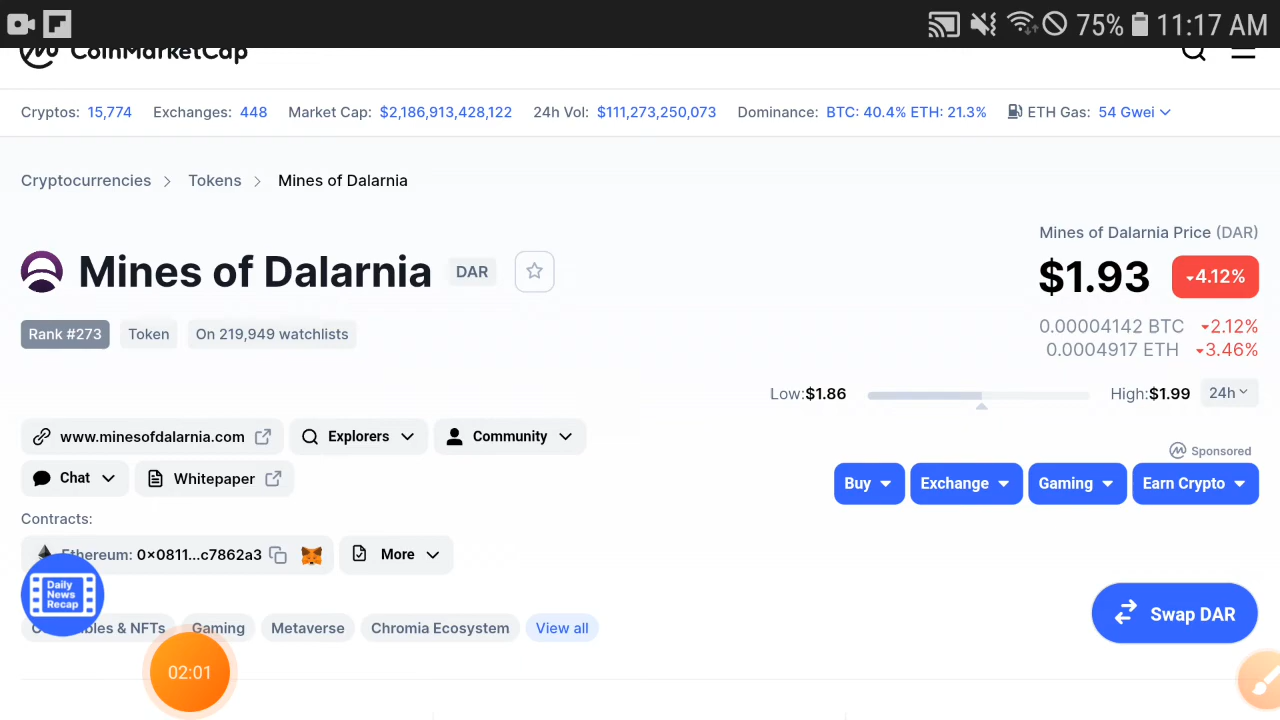 75% 11:17 AM
CoinMarketCap
Cryptos: 15,774 Exchanges: 448 Market Cap: $2,186,913,428,122 24h Vol: $111,273,250,073 Dominance: BTC: 40.4% ETH: 21.3% ETH Gas: 54 Gwei
Cryptocurrencies > Tokens > Mines of Dalarnia
Mines of Dalarnia Price (DAR)
Mines of Dalarnia DAR
$1.93 4.12%
Rank #273 Token On 219,949 watchlists
0.00004142 BTC 2.12%
0.0004917 ETH 3.46%
Low:$1.86 High:$1.99 24h
www.minesofdalarnia.com Explorers Community
Sponsored
Chat Whitepaper
Buy Exchange Gaming Earn Crypto
Contracts:
Ethereum: 0x0811...c7862a3 More
Daily
News
Recap
Swap DAR
& NFTs Gaming Metaverse Chromia Ecosystem View all
02:01